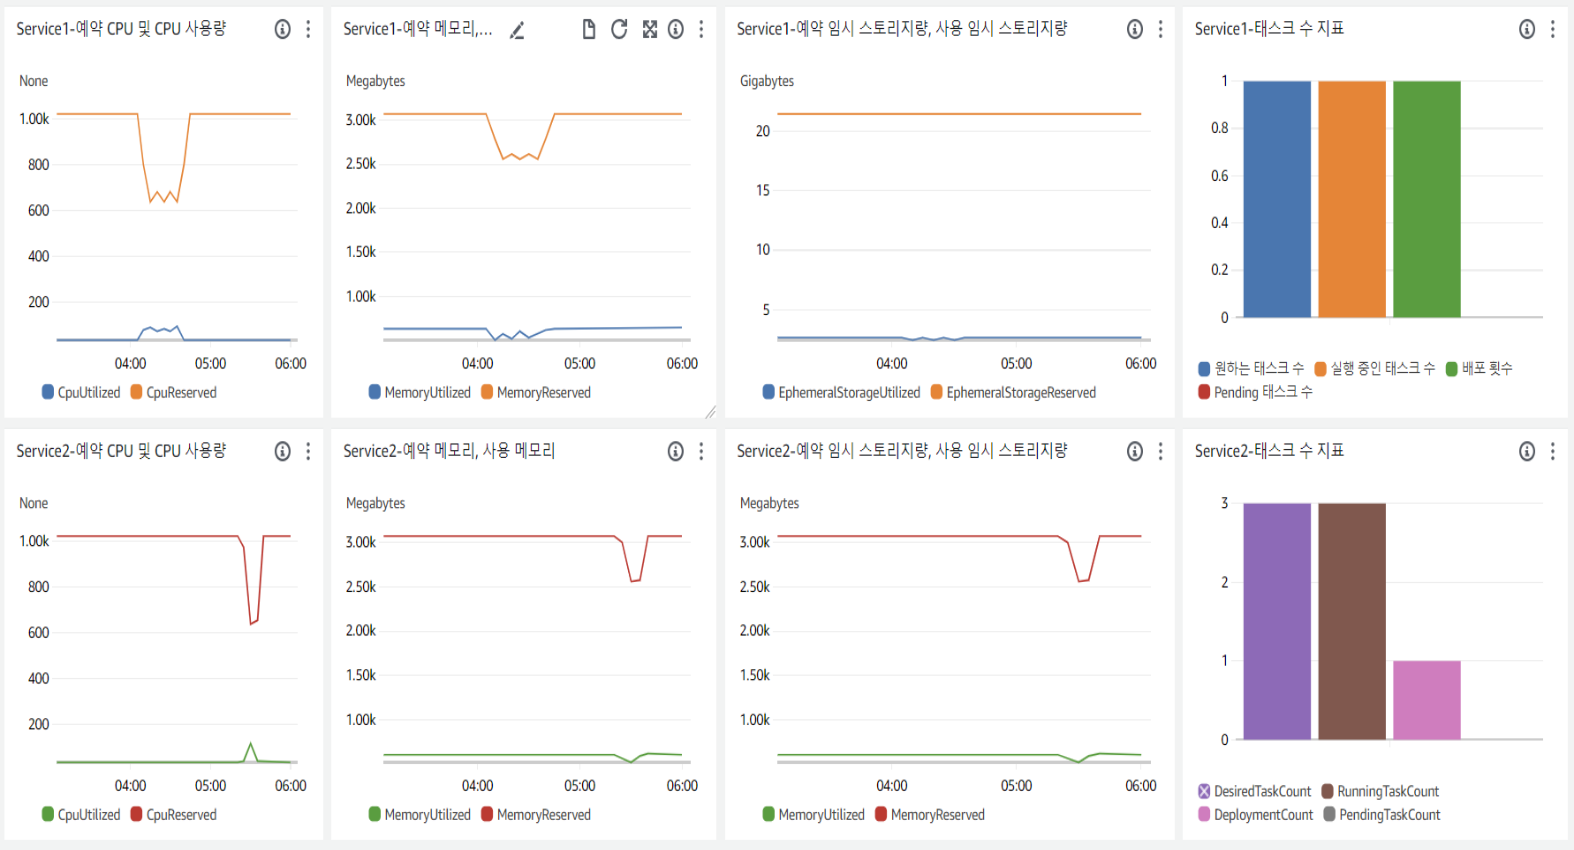 Service1-예약 CPU 및 CPU 사용량
None
1.00k
800
600
400
200
04:00 05:00 06:00
CpuUtilized CpuReserved
Service1-예약 메모리,...
Megabytes
3.00k
2.50k
2.00k
1.50k
1.00k
04:00 05:00 06:00
MemoryUtilized MemoryReserved
Service1-예약 임시 스토리지량, 사용 임시 스토리지량
Gigabytes
20
15
10
5
04:00 05:00 06:00
EphemeralStorageUtilized EphemeralStorageReserved
Service1-태스크 수 지표
1
0.8
0.6
0.4
0.2
0
원하는 태스크 수 실행 중인 태스크 수 배포 횟수
Pending 태스크 수
Service2-예약 CPU 및 CPU 사용량
None
1.00k
800
600
400
200
04:00 05:00 06:00
CpuUtilized CpuReserved
Service2-예약 메모리, 사용 메모리
Megabytes
3.00k
2.50k
2.00k
1.50k
1.00k
04:00 05:00 06:00
MemoryUtilized MemoryReserved
Service2-예약 임시 스토리지량, 사용 임시 스토리지량
Megabytes
3.00k
2.50k
2.00k
1.50k
1.00k
04:00 05:00 06:00
MemoryUtilized MemoryReserved
Service2-태스크 수 지표
3
2
1
0
DesiredTaskCount RunningTaskCount
DeploymentCount PendingTaskCount